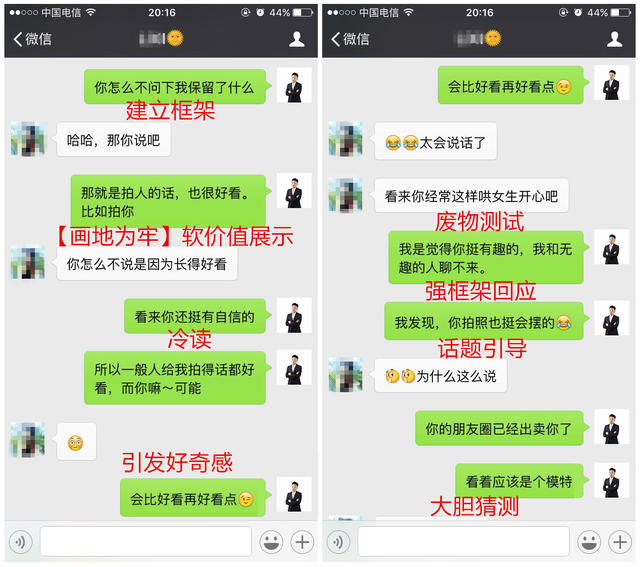 中国电信 20:16 44%
微信
你怎么不问下我保留了什么
建立框架
哈哈，那你说吧
那就是拍人的话，也很好看。
比如拍你
【画地为牢】软价值展示
你怎么不说是因为长得好看
看来你还挺有自信的
冷读
所以一般人给我拍得话都好
看，而你嘛～可能
引发好奇感
会比好看再好看点
中国电信 20:16 44%
微信
会比好看再好看点
太会说话了
看来你经常这样哄女生开心吧
废物测试
我是觉得你挺有趣的，我和无
趣的人聊不来。
强框架回应
我发现，你拍照也挺会摆的
话题引导
为什么这么说
你的朋友圈已经出卖你了
看着应该是个模特
大胆猜测